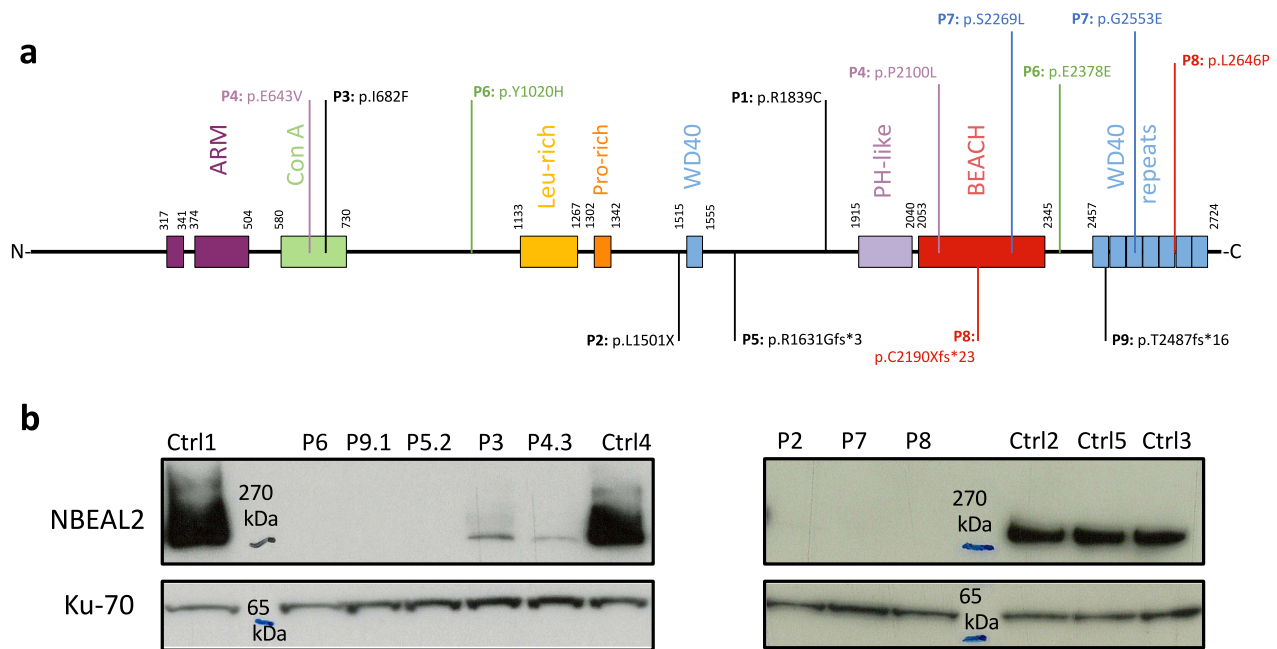 a
P7: p.S2269L
P7: p.G2553E
P8: p.L2646P
P4: p.P2100L
P6: p.E2378E
P4: p.E643V
P3: p.I682F
P6: p.Y1020H
P1: p.R1839C
ARM
Con A
Leu-rich
Pro-rich
WD40
PH-like
BEACH
WD40
repeats
317
341
374
504
580
730
1133
1267
1302
1342
1515
1555
1915
2040
2053
2345
2457
2724
N-
-C
P2: p.L1501X
P5: p.R1631Gfs*3
P8:
p.C2190Xfs*23
P9: p.T2487fs*16
b
Ctrl1 P6 P9.1 P5.2 P3 P4.3 Ctrl4
P2 P7 P8 Ctrl2 Ctrl5 Ctrl3
NBEAL2
270
kDa
270
kDa
Ku-70
65
kDa
65
kDa